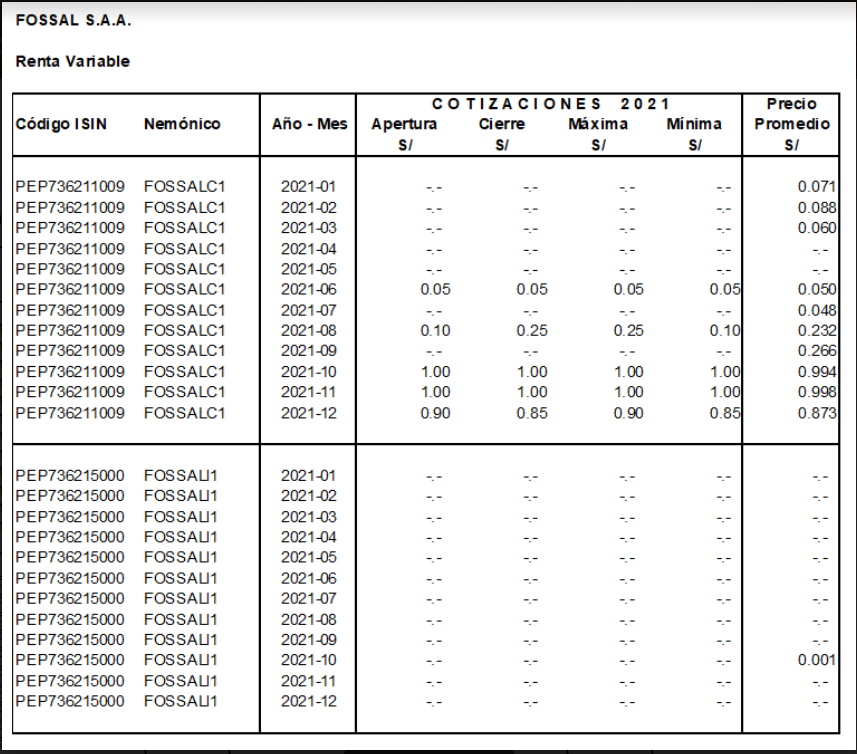 FOSSAL S.A.A.
Renta Variable
COTIZACIONES 2021 Precio
Código ISIN Nemónico Año - Mes Apertura Cierre Máxima Mínima Promedio
S/ S/ S/ S/ S/
PEP736211009 FOSSALC1 2021-01 -.- -.- -.- -.- 0.071
PEP736211009 FOSSALC1 2021-02 -.- -.- -.- -.- 0.088
PEP736211009 FOSSALC1 2021-03 -.- -.- -.- -.- 0.060
PEP736211009 FOSSALC1 2021-04 -.- -.- -.- -.- -.-
PEP736211009 FOSSALC1 2021-05 -.- -.- -.- -.- -.-
PEP736211009 FOSSALC1 2021-06 0.05 0.05 0.05 0.05 0.050
PEP736211009 FOSSALC1 2021-07 -.- -.- -.- -.- 0.048
PEP736211009 FOSSALC1 2021-08 0.10 0.25 0.25 0.10 0.232
PEP736211009 FOSSALC1 2021-09 -.- -.- -.- -.- 0.266
PEP736211009 FOSSALC1 2021-10 1.00 1.00 1.00 1.00 0.994
PEP736211009 FOSSALC1 2021-11 1.00 1.00 1.00 1.00 0.998
PEP736211009 FOSSALC1 2021-12 0.90 0.85 0.90 0.85 0.873
PEP736215000 FOSSALI1 2021-01 -.- -.- -.- -.- -.-
PEP736215000 FOSSALI1 2021-02 -.- -.- -.- -.- -.-
PEP736215000 FOSSALI1 2021-03 -.- -.- -.- -.- -.-
PEP736215000 FOSSALI1 2021-04 -.- -.- -.- -.- -.-
PEP736215000 FOSSALI1 2021-05 -.- -.- -.- -.- -.-
PEP736215000 FOSSALI1 2021-06 -.- -.- -.- -.- -.-
PEP736215000 FOSSALI1 2021-07 -.- -.- -.- -.- -.-
PEP736215000 FOSSALI1 2021-08 -.- -.- -.- -.- -.-
PEP736215000 FOSSALI1 2021-09 -.- -.- -.- -.- -.-
PEP736215000 FOSSALI1 2021-10 -.- -.- -.- -.- 0.001
PEP736215000 FOSSALI1 2021-11 -.- -.- -.- -.- -.-
PEP736215000 FOSSALI1 2021-12 -.- -.- -.- -.- -.-